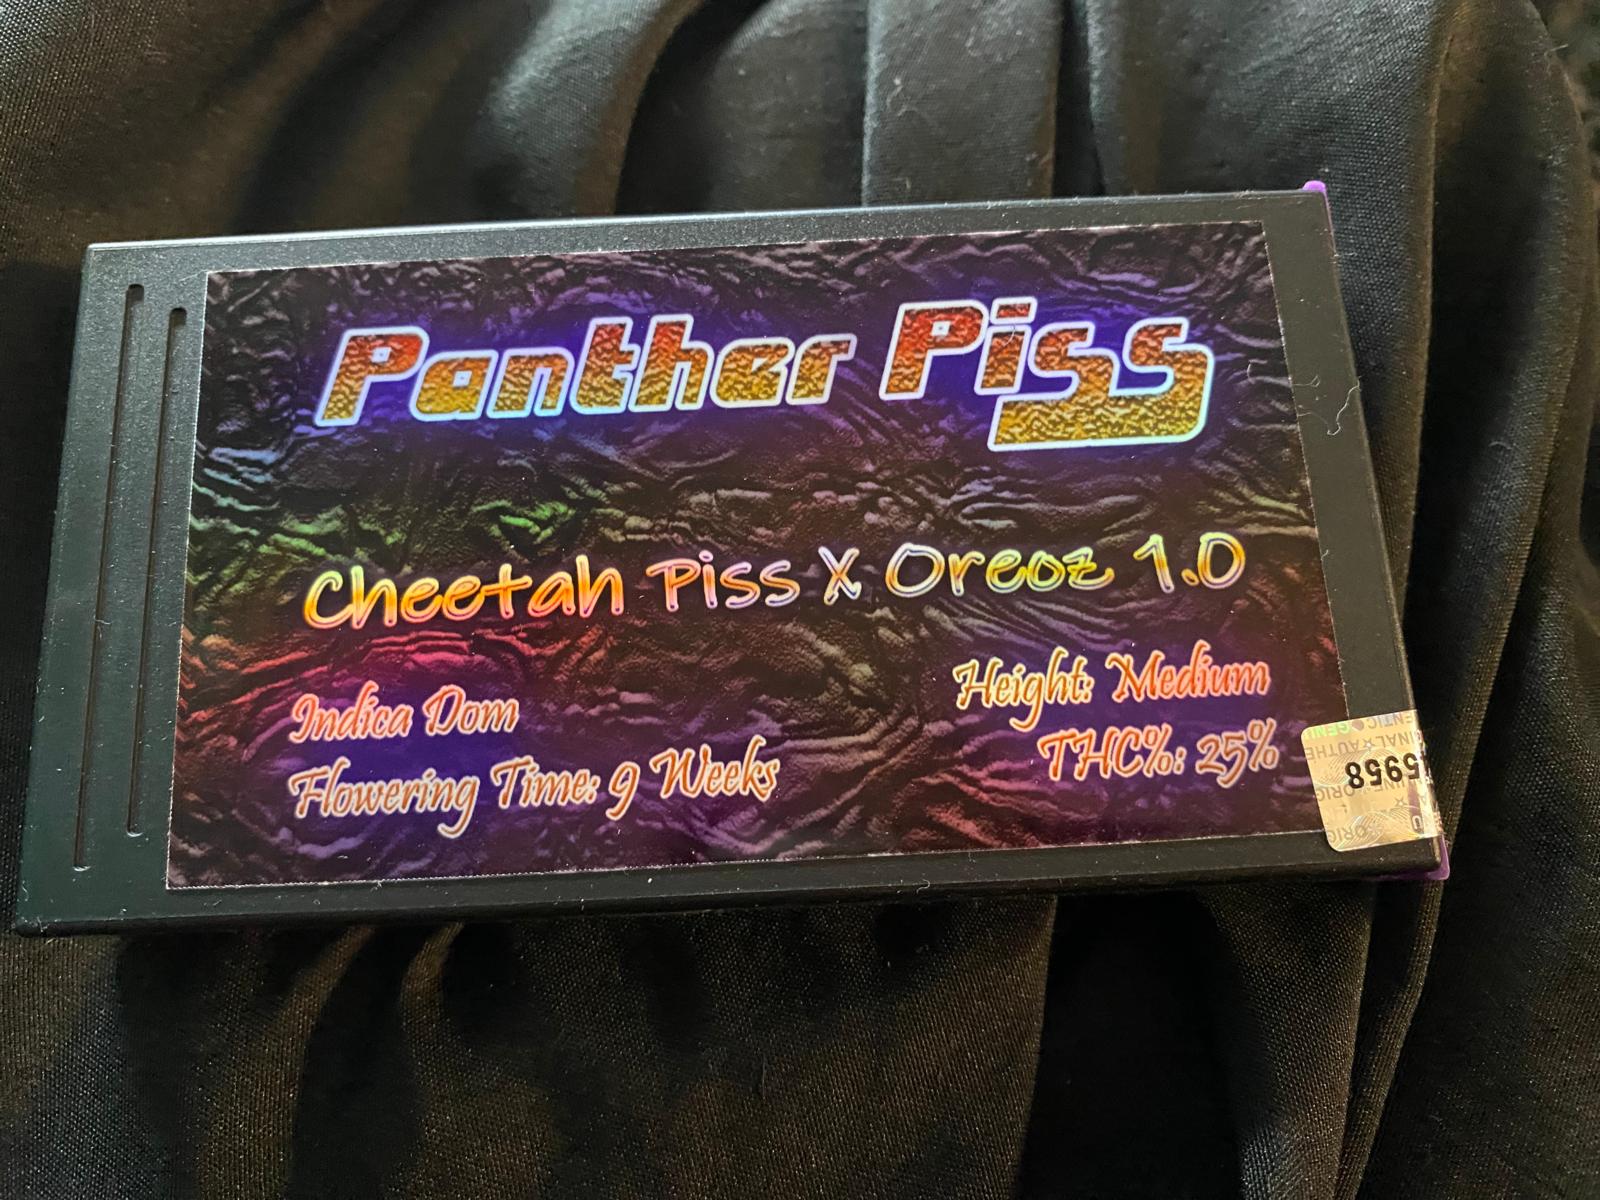 Panther Piss
Cheetah Piss X Oreoz 1.0
Indica Dom
Flowering Time: 9 Weeks
Height: Medium
THC%: 25%
5958